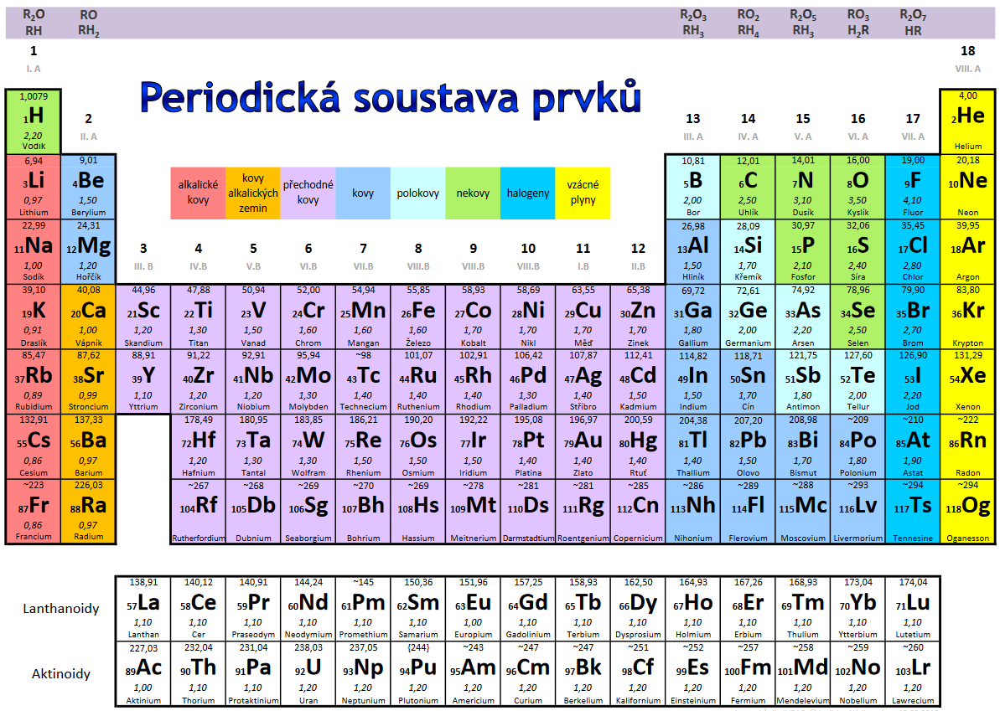 R₂O RO R₂O₃ RO₂ R₂O₅ RO₃ R₂O₇
RH RH₂ RH₃ RH₄ RH₃ H₂R HR
1 18
I. A VIII. A
Periodická soustava prvků
1,0079 4,00
1H 2 13 14 15 16 17 2He
2,20 II. A III. A IV. A V. A VI. A VII. A
Vodík Helium
6,94 9,01 10,81 12,01 14,01 16,00 19,00 20,18
3Li 4Be 5B 6C 7N 8O 9F 10Ne
0,97 1,50 2,00 2,50 3,10 3,50 4,10
Lithium Berylium Bor Uhlík Dusík Kyslík Fluor Neon
alkalické kovy
kovy alkalických zemin
přechodné kovy
kovy
polokovy
nekovy
halogeny
vzácné plyny
22,99 24,31 26,98 28,09 30,97 32,06 35,45 39,95
11Na 12Mg 3 4 5 6 7 8 9 10 11 12 13Al 14Si 15P 16S 17Cl 18Ar
1,00 1,20 III. B IV.B V.B VI.B VII.B VIII.B VIII.B VIII.B I.B II.B 1,50 1,70 2,10 2,40 2,80
Sodík Hořčík Hliník Křemík Fosfor Síra Chlor Argon
39,10 40,08 44,96 47,88 50,94 52,00 54,94 55,85 58,93 58,69 63,55 65,38 69,72 72,61 74,92 78,96 79,90 83,80
19K 20Ca 21Sc 22Ti 23V 24Cr 25Mn 26Fe 27Co 28Ni 29Cu 30Zn 31Ga 32Ge 33As 34Se 35Br 36Kr
0,91 1,00 1,20 1,30 1,50 1,60 1,60 1,60 1,70 1,70 1,70 1,70 1,80 2,00 2,20 2,50 2,70
Draslík Vápník Skandium Titan Vanad Chrom Mangan Železo Kobalt Nikl Měď Zinek Gallium Germanium Arsen Selen Brom Krypton
85,47 87,62 88,91 91,22 92,91 95,94 ~98 101,07 102,91 106,42 107,87 112,41 114,82 118,71 121,75 127,60 126,90 131,29
37Rb 38Sr 39Y 40Zr 41Nb 42Mo 43Tc 44Ru 45Rh 46Pd 47Ag 48Cd 49In 50Sn 51Sb 52Te 53I 54Xe
0,89 0,99 1,10 1,20 1,20 1,30 1,40 1,40 1,40 1,30 1,40 1,50 1,50 1,70 1,80 2,00 2,20
Rubidium Stroncium Yttrium Zirconium Niobium Molybden Technecium Ruthenium Rhodium Palladium Stříbro Kadmium Indium Cín Antimon Tellur Jod Xenon
132,91 137,33 178,49 180,95 183,85 186,21 190,20 192,22 195,08 196,97 200,59 204,38 207,20 208,98 ~209 ~210 ~222
55Cs 56Ba 72Hf 73Ta 74W 75Re 76Os 77Ir 78Pt 79Au 80Hg 81Tl 82Pb 83Bi 84Po 85At 86Rn
0,86 0,97 1,20 1,30 1,30 1,50 1,50 1,50 1,40 1,40 1,40 1,40 1,50 1,70 1,80 1,90
Cesium Barium Hafnium Tantal Wolfram Rhenium Osmium Iridium Platina Zlato Rtuť Thallium Olovo Bismut Polonium Astat Radon
~223 226,03 ~267 ~268 ~269 ~270 ~269 ~278 ~281 ~281 ~285 ~286 ~289 ~288 ~293 ~294 ~294
87Fr 88Ra 104Rf 105Db 106Sg 107Bh 108Hs 109Mt 110Ds 111Rg 112Cn 113Nh 114Fl 115Mc 116Lv 117Ts 118Og
0,86 0,97
Francium Radium Rutherfordium Dubnium Seaborgium Bohrium Hassium Meitnerium Darmstadtium Roentgenium Copernicium Nihonium Flerovium Moscovium Livermorium Tennesine Oganesson
138,91 140,12 140,91 144,24 ~145 150,36 151,96 157,25 158,93 162,50 164,93 167,26 168,93 173,04 174,04
Lanthanoidy 57La 58Ce 59Pr 60Nd 61Pm 62Sm 63Eu 64Gd 65Tb 66Dy 67Ho 68Er 69Tm 70Yb 71Lu
1,10 1,10 1,10 1,10 1,10 1,10 1,00 1,10 1,10 1,10 1,10 1,10 1,10 1,10 1,10
Lanthan Cer Praseodym Neodymium Promethium Samarium Europium Gadolinium Terbium Dysprosium Holmium Erbium Thulium Ytterbium Lutetium
227,03 232,04 231,04 238,03 237,05 {244} ~243 ~247 ~247 ~251 ~252 ~257 ~258 ~259 ~260
Aktinoidy 89Ac 90Th 91Pa 92U 93Np 94Pu 95Am 96Cm 97Bk 98Cf 99Es 100Fm 101Md 102No 103Lr
1,00 1,10 1,10 1,20 1,20 1,20 1,20 1,20 1,20 1,20 1,20 1,20 1,20 1,20 1,20
Aktinium Thorium Protaktinium Uran Neptunium Plutonium Americium Curium Berkelium Kalifornium Einsteinium Fermium Mendelevium Nobelium Lawrecium